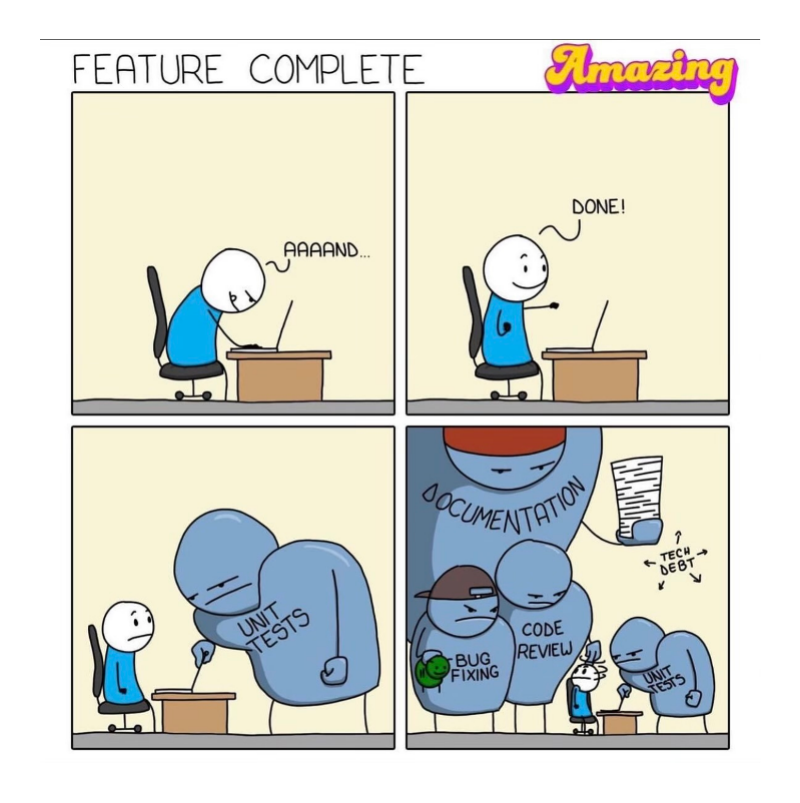 FEATURE COMPLETE
Amazing
AAAAND...
DONE!
UNIT
TESTS
DOCUMENTATION
TECH
DEBT
CODE
REVIEW
BUG
FIXING
UNIT
TESTS